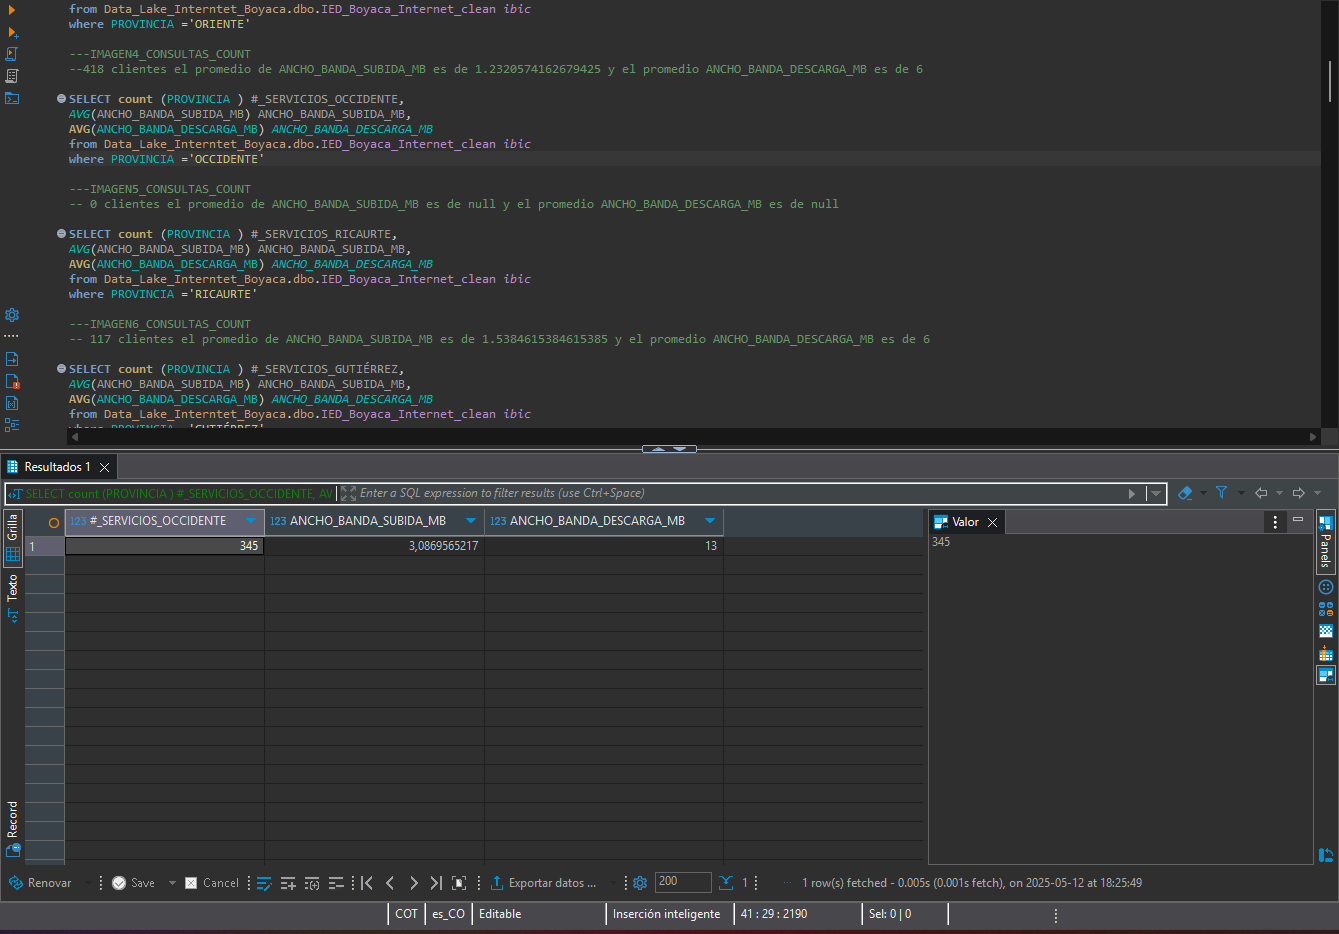 from Data_Lake_Interntet_Boyaca.dbo.IED_Boyaca_Internet_clean ibic
where PROVINCIA ='ORIENTE'
---IMAGEN4_CONSULTAS_COUNT
--418 clientes el promedio de ANCHO_BANDA_SUBIDA_MB es de 1.2320574162679425 y el promedio ANCHO_BANDA_DESCARGA_MB es de 6
SELECT count (PROVINCIA ) #_SERVICIOS_OCCIDENTE,
AVG(ANCHO_BANDA_SUBIDA_MB) ANCHO_BANDA_SUBIDA_MB,
AVG(ANCHO_BANDA_DESCARGA_MB) ANCHO_BANDA_DESCARGA_MB
from Data_Lake_Interntet_Boyaca.dbo.IED_Boyaca_Internet_clean ibic
where PROVINCIA ='OCCIDENTE'
---IMAGEN5_CONSULTAS_COUNT
-- 0 clientes el promedio de ANCHO_BANDA_SUBIDA_MB es de null y el promedio ANCHO_BANDA_DESCARGA_MB es de null
SELECT count (PROVINCIA ) #_SERVICIOS_RICAURTE,
AVG(ANCHO_BANDA_SUBIDA_MB) ANCHO_BANDA_SUBIDA_MB,
AVG(ANCHO_BANDA_DESCARGA_MB) ANCHO_BANDA_DESCARGA_MB
from Data_Lake_Interntet_Boyaca.dbo.IED_Boyaca_Internet_clean ibic
where PROVINCIA ='RICAURTE'
---IMAGEN6_CONSULTAS_COUNT
-- 117 clientes el promedio de ANCHO_BANDA_SUBIDA_MB es de 1.5384615384615385 y el promedio ANCHO_BANDA_DESCARGA_MB es de 6
SELECT count (PROVINCIA ) #_SERVICIOS_GUTIÉRREZ,
AVG(ANCHO_BANDA_SUBIDA_MB) ANCHO_BANDA_SUBIDA_MB,
AVG(ANCHO_BANDA_DESCARGA_MB) ANCHO_BANDA_DESCARGA_MB
from Data_Lake_Interntet_Boyaca.dbo.IED_Boyaca_Internet_clean ibic
where PROVINCIA ='GUTIÉRREZ'
Resultados 1
SELECT count (PROVINCIA ) #_SERVICIOS_OCCIDENTE, AV
Enter a SQL expression to filter results (use Ctrl+Space)
Grilla
Texto
Record
123 #_SERVICIOS_OCCIDENTE
123 ANCHO_BANDA_SUBIDA_MB
123 ANCHO_BANDA_DESCARGA_MB
1
345
3,0869565217
13
Valor
345
Panels
Renovar
Save
Cancel
Exportar datos ...
200
1
1 row(s) fetched - 0.005s (0.001s fetch), on 2025-05-12 at 18:25:49
COT
es_CO
Editable
Inserción inteligente
41 : 29 : 2190
Sel: 0 | 0